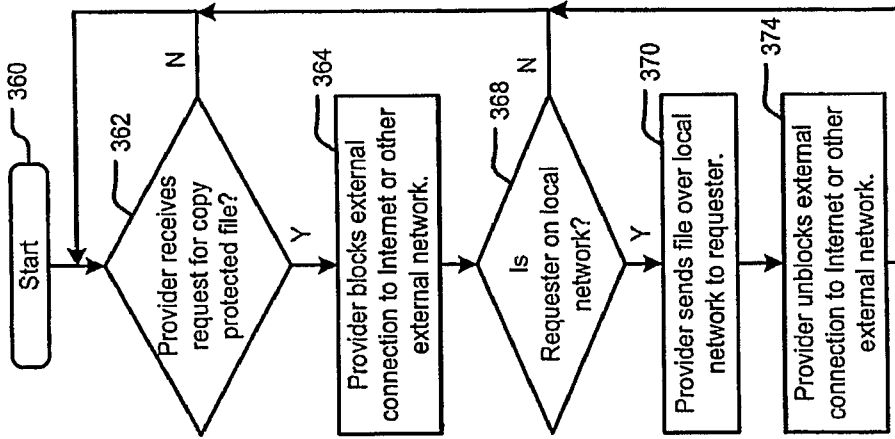 Start
360
Provider receives
request for copy
protected file?
362
N
Y
Provider blocks external
connection to Internet or other
external network.
364
Is
Requester on local
network?
368
N
Y
Provider sends file over local
network to requester.
370
Provider unblocks external
connection to Internet or other
external network.
374